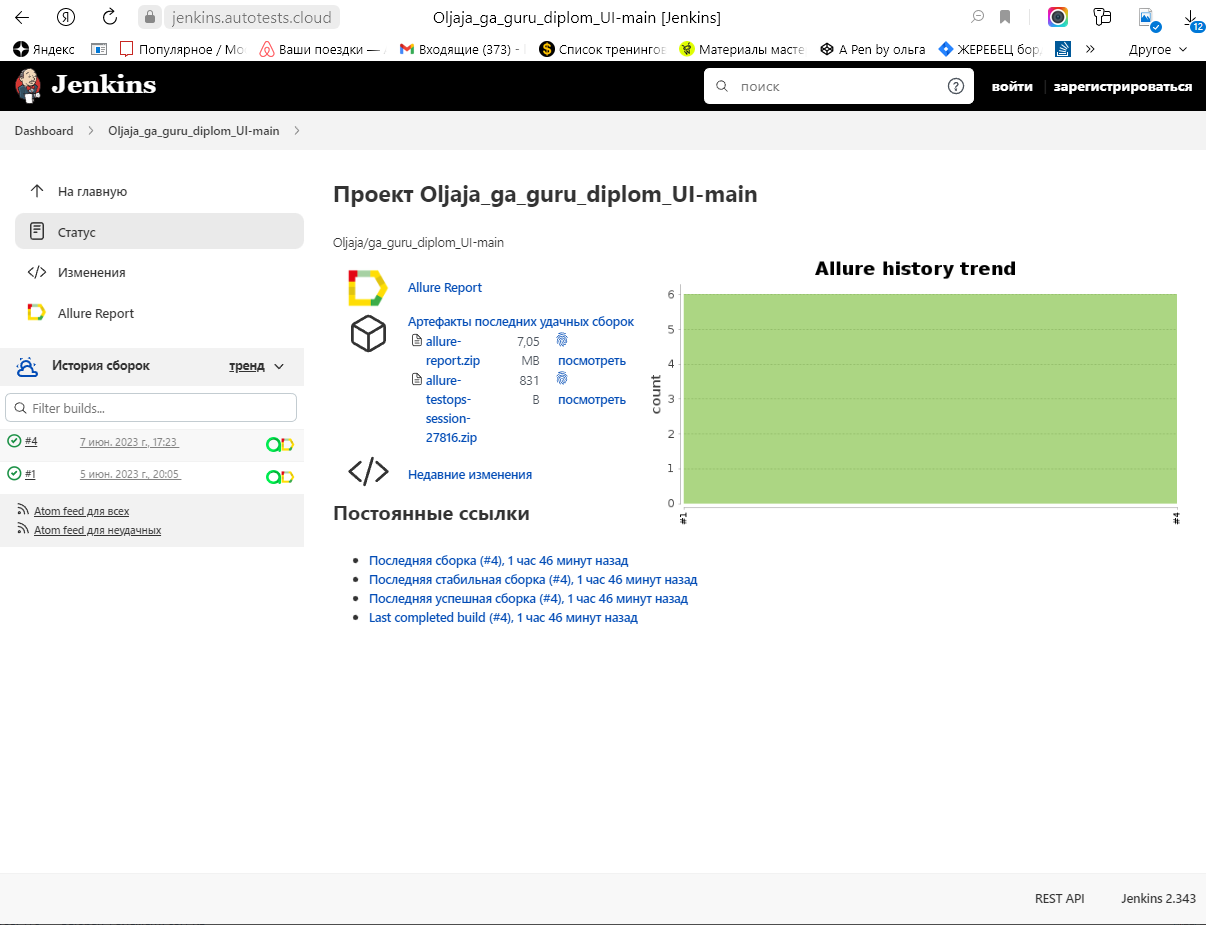 jenkins.autotests.cloud
Oljaja_ga_guru_diplom_UI-main [Jenkins]
12
Яндекс
Популярное / Мо
Ваши поездки —
Входящие (373) -
Список тренингов
Материалы масте
A Pen by ольга
ЖЕРЕБЕЦ бор
»
Другое
Jenkins
поиск
войти
зарегистрироваться
Dashboard
Oljaja_ga_guru_diplom_UI-main
На главную
Статус
Изменения
Allure Report
История сборок
тренд
Filter builds...
#4
7 июн. 2023 г., 17:23
#1
5 июн. 2023 г., 20:05
Atom feed для всех
Atom feed для неудачных
Проект Oljaja_ga_guru_diplom_UI-main
Oljaja/ga_guru_diplom_UI-main
Allure Report
Артефакты последних удачных сборок
allure-
report.zip
7,05
MB
посмотреть
allure-
testops-
session-
27816.zip
831
B
посмотреть
Недавние изменения
Allure history trend
count
6
5
4
3
2
1
0
#1
#4
Постоянные ссылки
Последняя сборка (#4), 1 час 46 минут назад
Последняя стабильная сборка (#4), 1 час 46 минут назад
Последняя успешная сборка (#4), 1 час 46 минут назад
Last completed build (#4), 1 час 46 минут назад
REST API
Jenkins 2.343